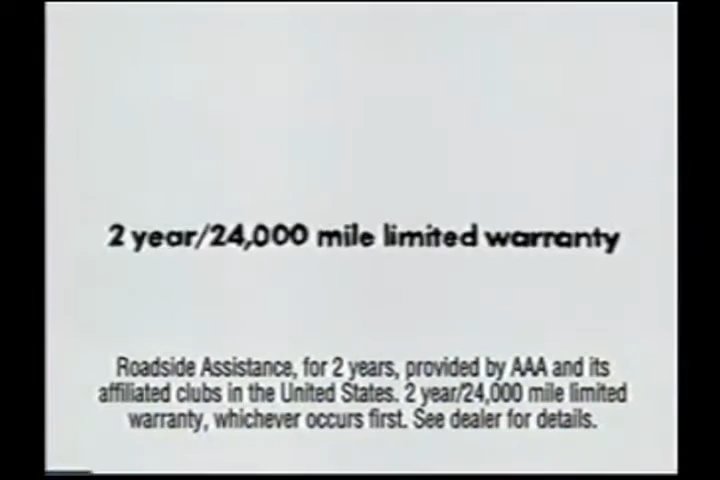 2 year/24,000 mile limited warranty
Roadside Assistance, for 2 years, provided by AAA and its
affiliated clubs in the United States. 2 year/24,000 mile limited
warranty, whichever occurs first. See dealer for details.